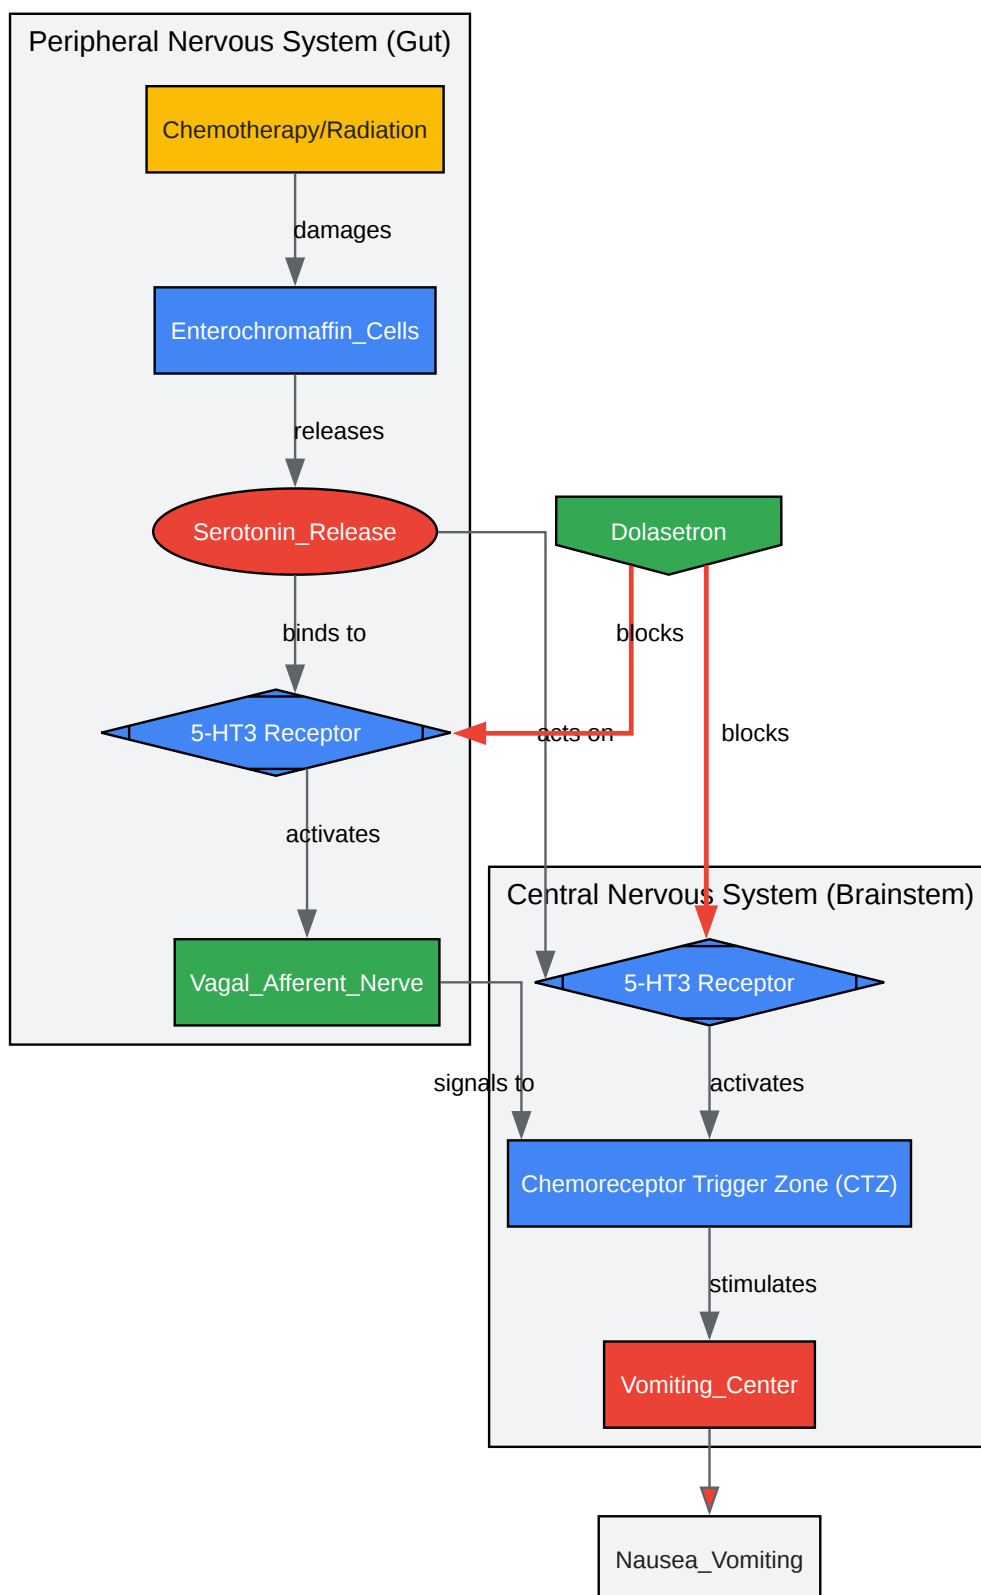 Peripheral Nervous System (Gut)
Chemotherapy/Radiation
damages
Enterochromaffin_Cells
releases
Serotonin_Release
Dolasetron
binds to
blocks
5-HT3 Receptor
acts on
blocks
activates
Central Nervous System (Brainstem)
Vagal_Afferent_Nerve
5-HT3 Receptor
signals to
activates
Chemoreceptor Trigger Zone (CTZ)
stimulates
Vomiting_Center
Nausea_Vomiting